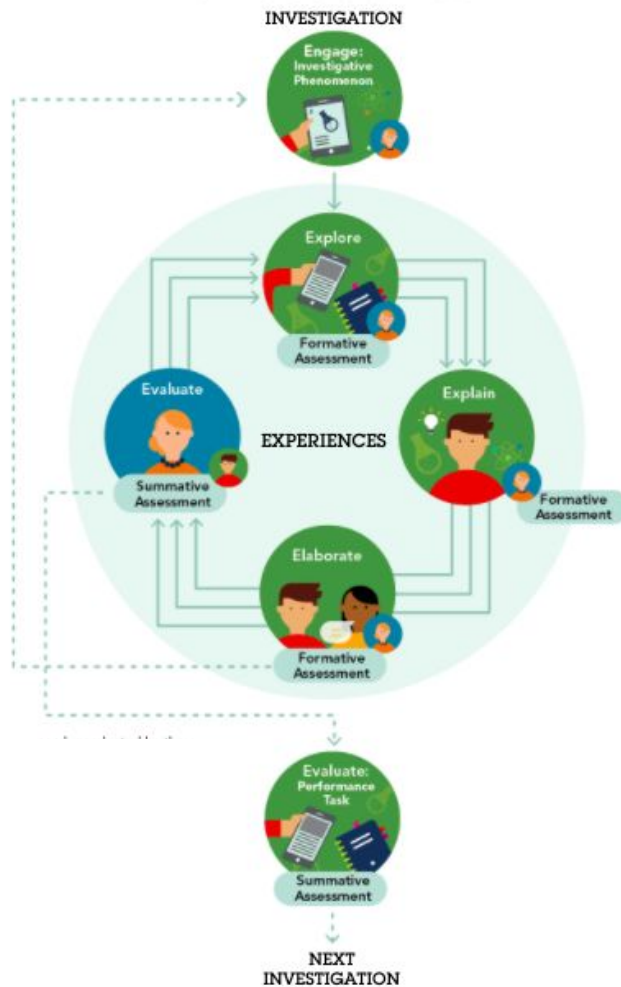 INVESTIGATION
Engage:
Investigative
Phenomenon
Explore
Formative
Assessment
Evaluate
Summative
Assessment
EXPERIENCES
Explain
Formative
Assessment
Elaborate
Formative
Assessment
Evaluate:
Performance
Task
Summative
Assessment
NEXT
INVESTIGATION